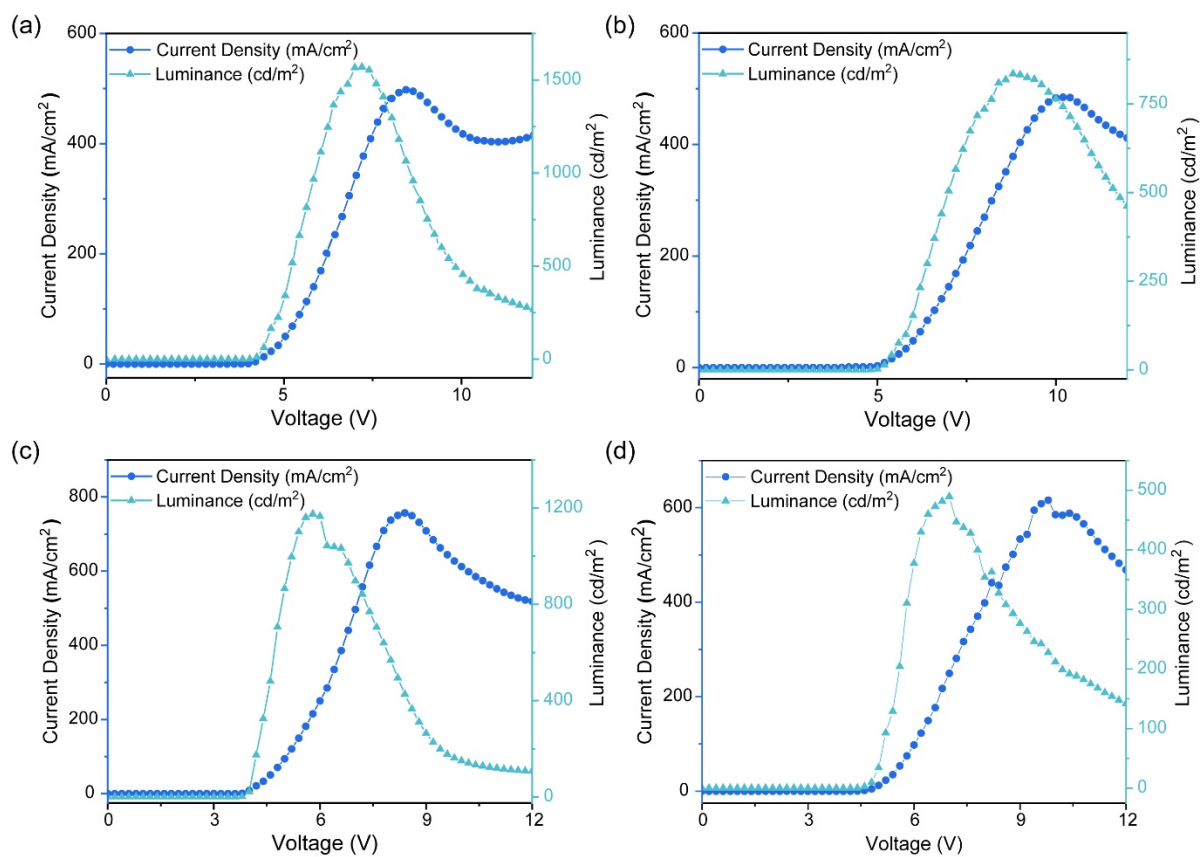 (a)
600
400
200
0
Current Density (mA/cm²)
Current Density (mA/cm²)
Luminance (cd/m²)
1500
1000
500
0
Luminance (cd/m²)
0
5
10
Voltage (V)
(b)
600
400
200
0
Current Density (mA/cm²)
Current Density (mA/cm²)
Luminance (cd/m²)
750
500
250
0
Luminance (cd/m²)
0
5
10
Voltage (V)
(c)
800
600
400
200
0
Current Density (mA/cm²)
Current Density (mA/cm²)
Luminance (cd/m²)
1200
800
400
0
Luminance (cd/m²)
0
3
6
9
12
Voltage (V)
(d)
600
400
200
0
Current Density (mA/cm²)
Current Density (mA/cm²)
Luminance (cd/m²)
500
400
300
200
100
0
Luminance (cd/m²)
0
3
6
9
12
Voltage (V)